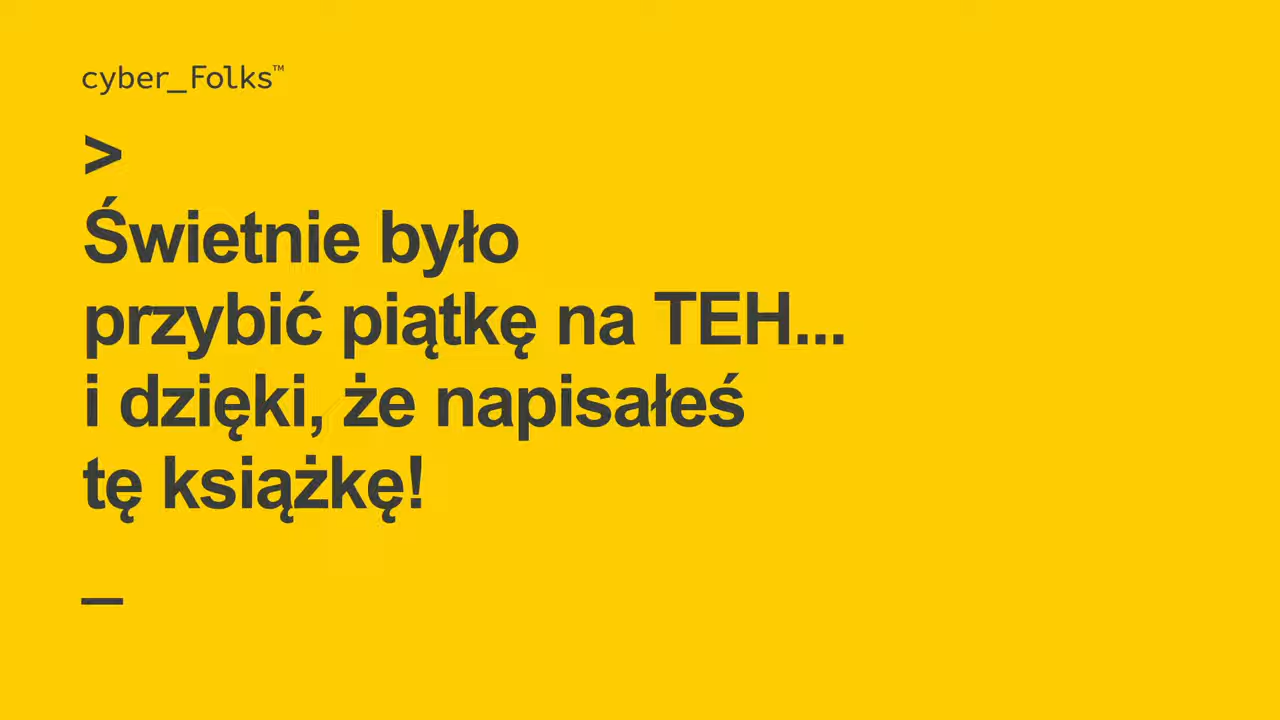 cyber_Folks™
>
Świetnie było
przybić piątkę na TEH...
i dzięki, że napisałeś
tę książkę!
_